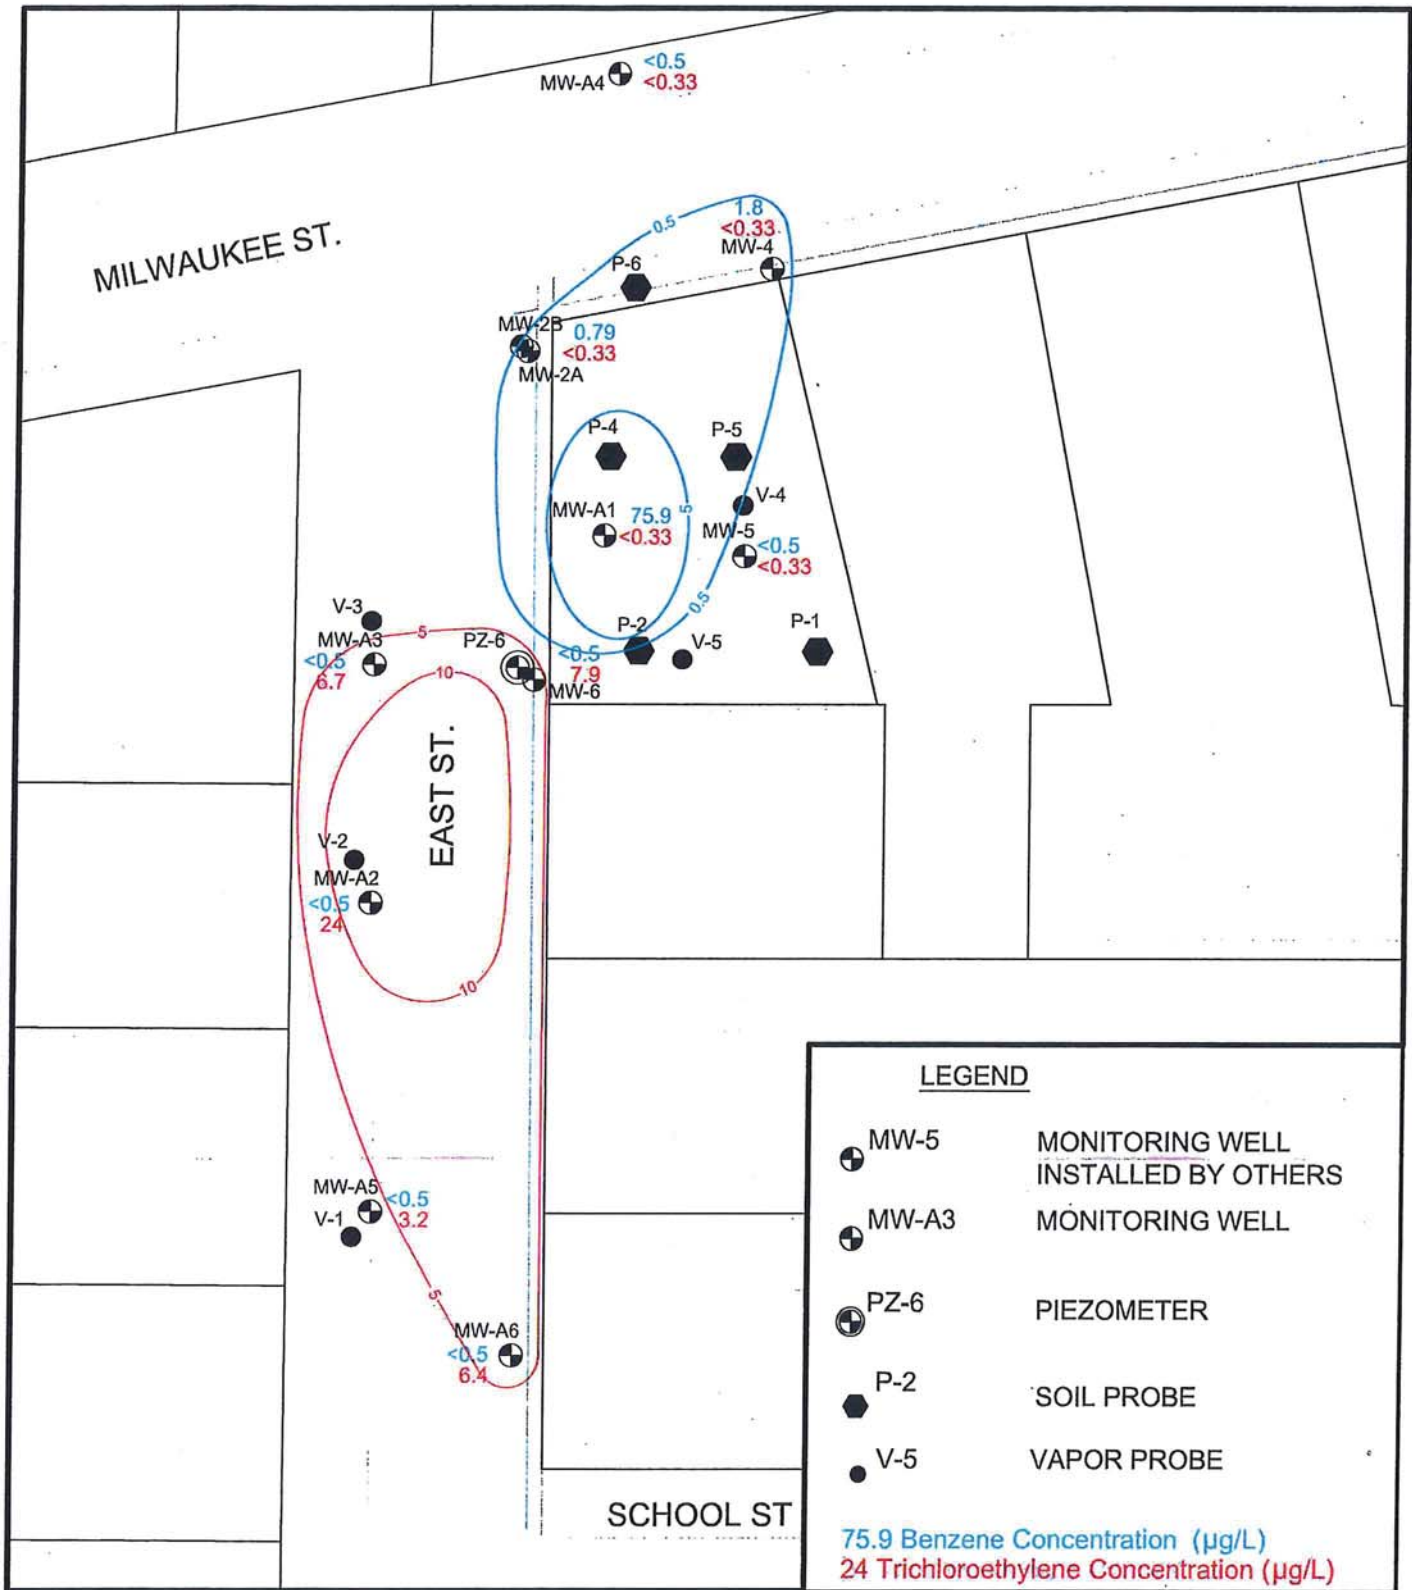 <0.5
MW-A4
<0.33
MILWAUKEE ST.
0.5
1.8
<0.33
MW-4
P-6
MW-2B
0.79
<0.33
MW-2A
P-4
P-5
V-4
MW-A1
75.9
<0.33
5
MW-5
<0.5
<0.33
0.5
V-3
MW-A3
<0.5
6.7
5
PZ-6
<0.5
7.9
MW-6
P-2
V-5
P-1
10
EAST ST.
V-2
MW-A2
<0.5
24
10
MW-A5
<0.5
3.2
V-1
5
MW-A6
<0.5
6.4
SCHOOL ST
LEGEND
MW-5 MONITORING WELL
INSTALLED BY OTHERS
MW-A3 MONITORING WELL
PZ-6 PIEZOMETER
P-2 SOIL PROBE
V-5 VAPOR PROBE
75.9 Benzene Concentration (µg/L)
24 Trichloroethylene Concentration (µg/L)